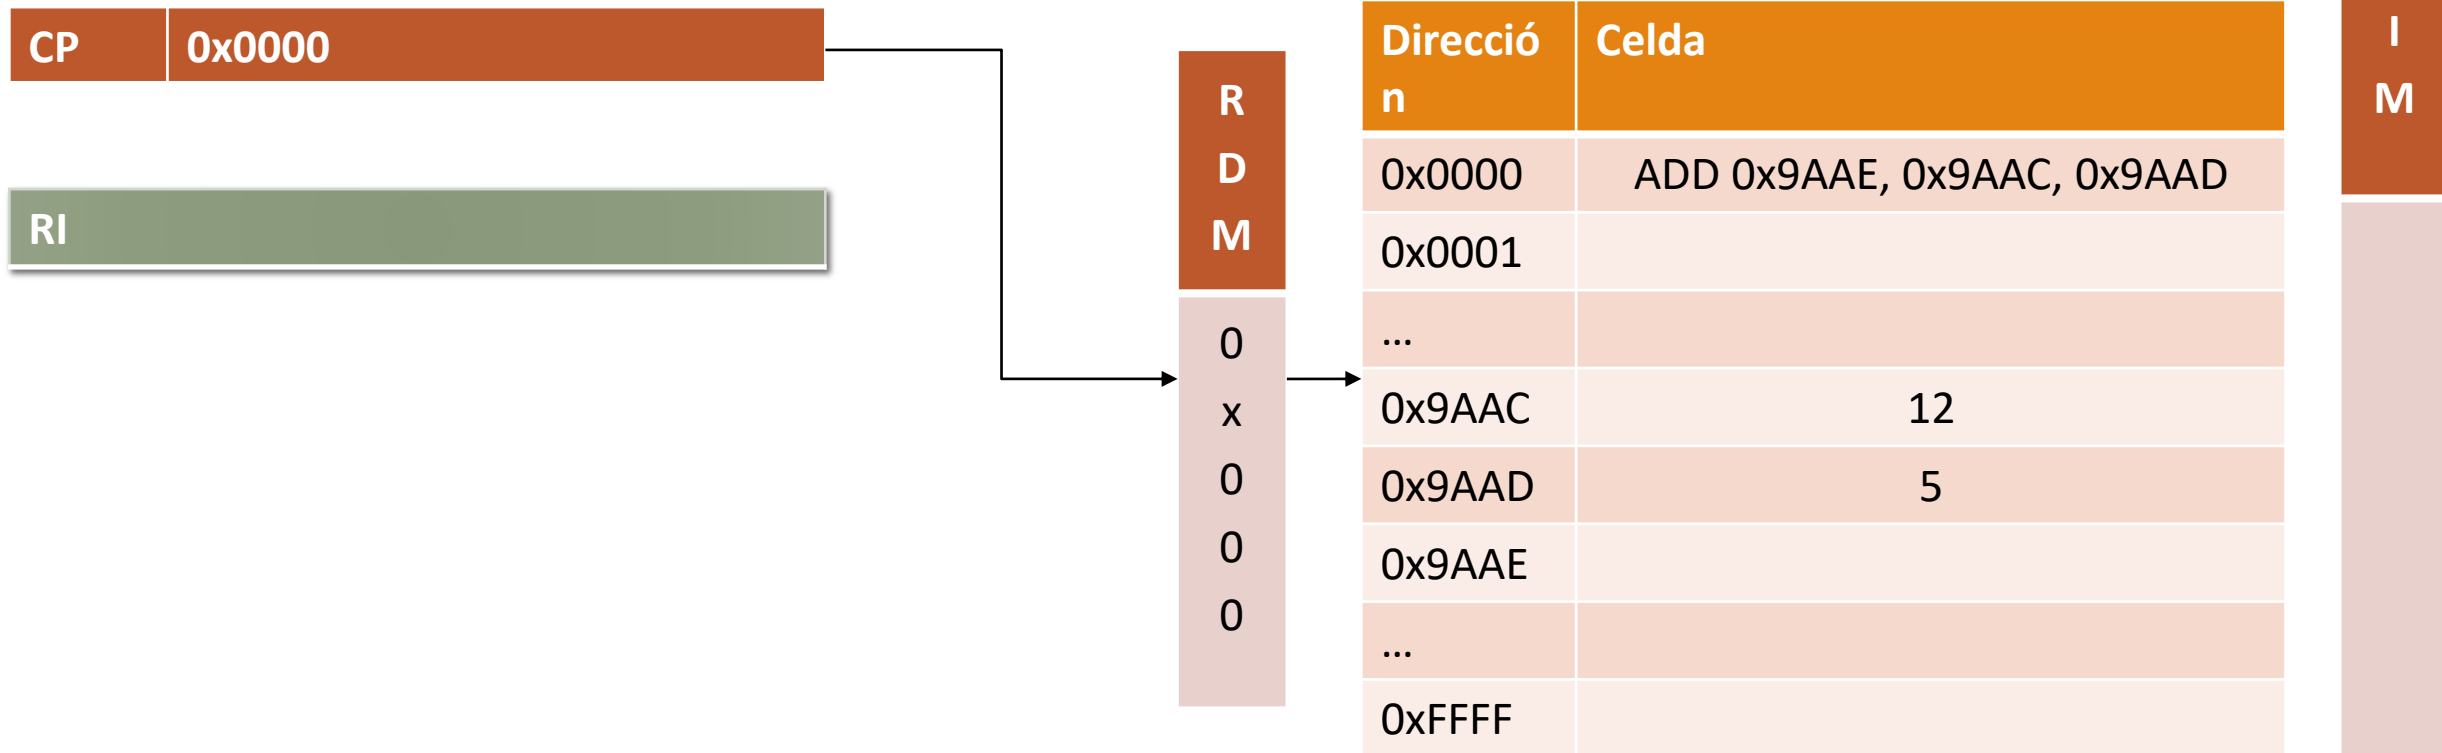 CP 0x0000
RI
R
D
M
0
x
0
0
0
Direcció
n
Celda
0x0000 ADD 0x9AAE, 0x9AAC, 0x9AAD
0x0001
...
0x9AAC 12
0x9AAD 5
0x9AAE
...
0xFFFF
I
M